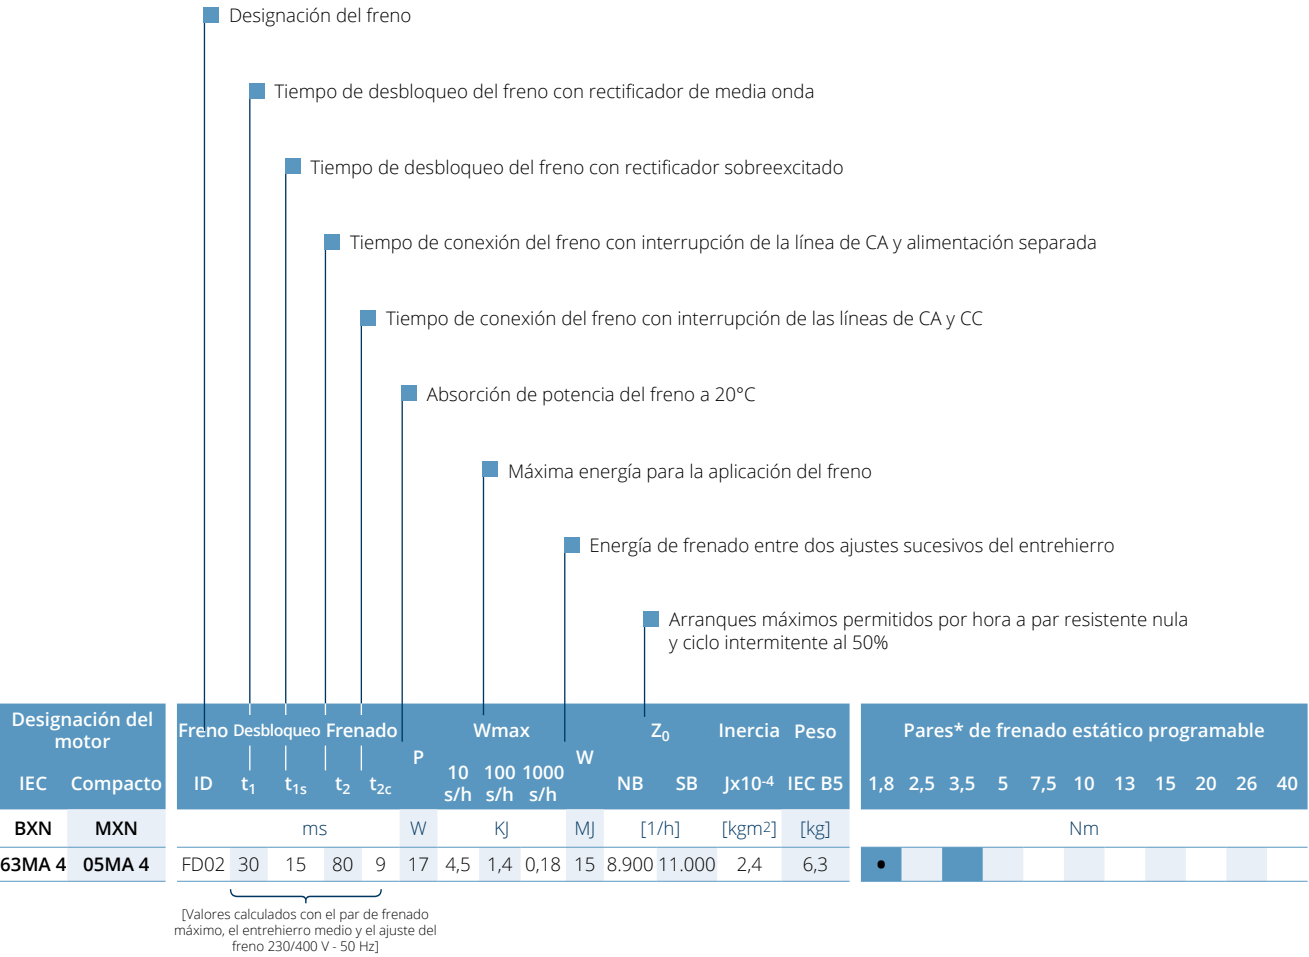 Designación del freno
Tiempo de desbloqueo del freno con rectificador de media onda
Tiempo de desbloqueo del freno con rectificador sobreexcitado
Tiempo de conexión del freno con interrupción de la línea de CA y alimentación separada
Tiempo de conexión del freno con interrupción de las líneas de CA y CC
Absorción de potencia del freno a 20°C
Máxima energía para la aplicación del freno
Energía de frenado entre dos ajustes sucesivos del entrehierro
Arranques máximos permitidos por hora a par resistente nula
y ciclo intermitente al 50%
Designación del
motor
Freno Desbloqueo Frenado P Wmax W Z0 Inercia Peso
Pares* de frenado estático programable
IEC Compacto ID t1 t1s t2 t2c 10 s/h 100 s/h 1000 s/h NB SB Jx10-4 IEC B5 1,8 2,5 3,5 5 7,5 10 13 15 20 26 40
BXN MXN ms W KJ MJ [1/h] [kgm2] [kg] Nm
63MA 4 05MA 4 FD02 30 15 80 9 17 4,5 1,4 0,18 15 8.900 11.000 2,4 6,3 •
[Valores calculados con el par de frenado
máximo, el entrehierro medio y el ajuste del
freno 230/400 V - 50 Hz]